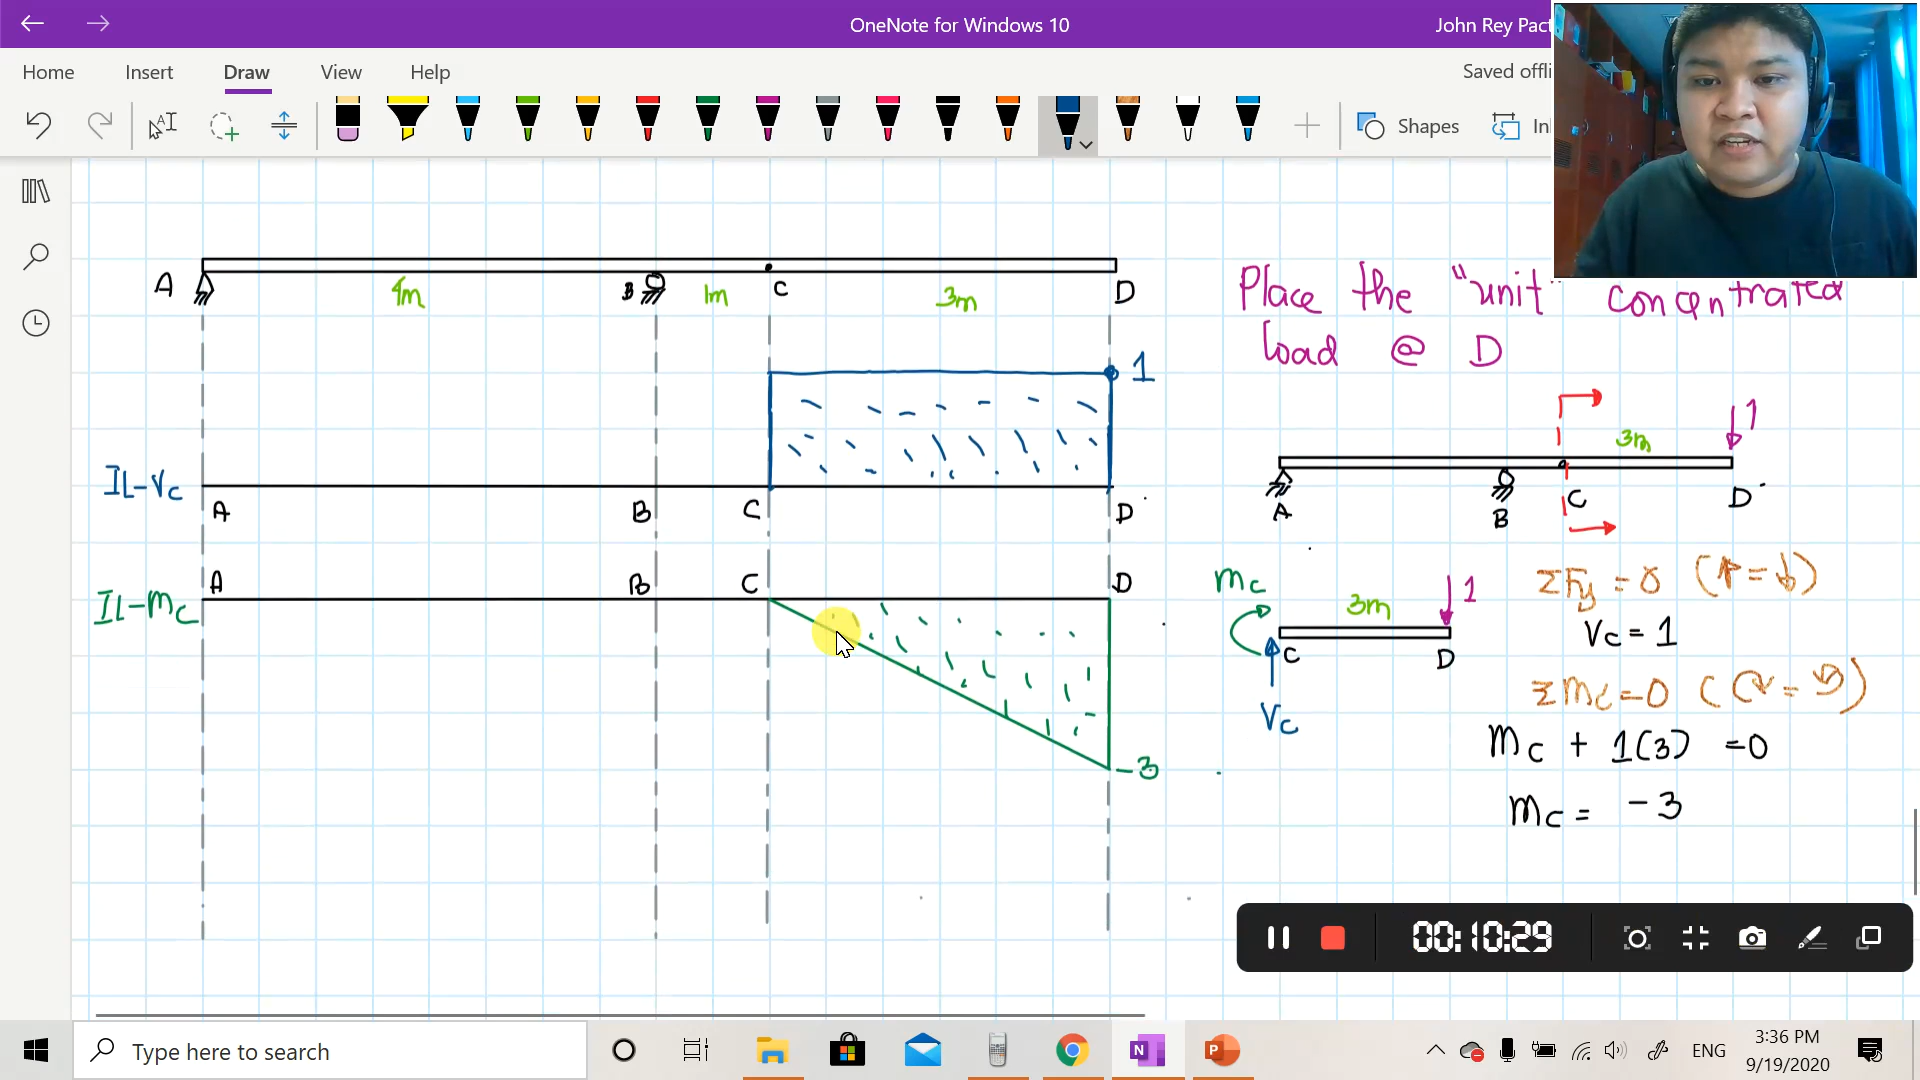 OneNote for Windows 10
John Rey Pact
Home Insert Draw View Help
Saved offli
Shapes
A 4m B 1m C 3m D
1
IL-Vc
A B C D
A B C D
IL-Mc
-3
Place the "unit" concentrated
load @ D
1
3m
A B C D
Mc
3m 1
C D
Vc
ΣFy = 0 (↑=↓)
Vc = 1
ΣMc=0 (↻=↺)
Mc + 1(3) =0
Mc = -3
00:10:29
Type here to search
ENG
3:36 PM
9/19/2020